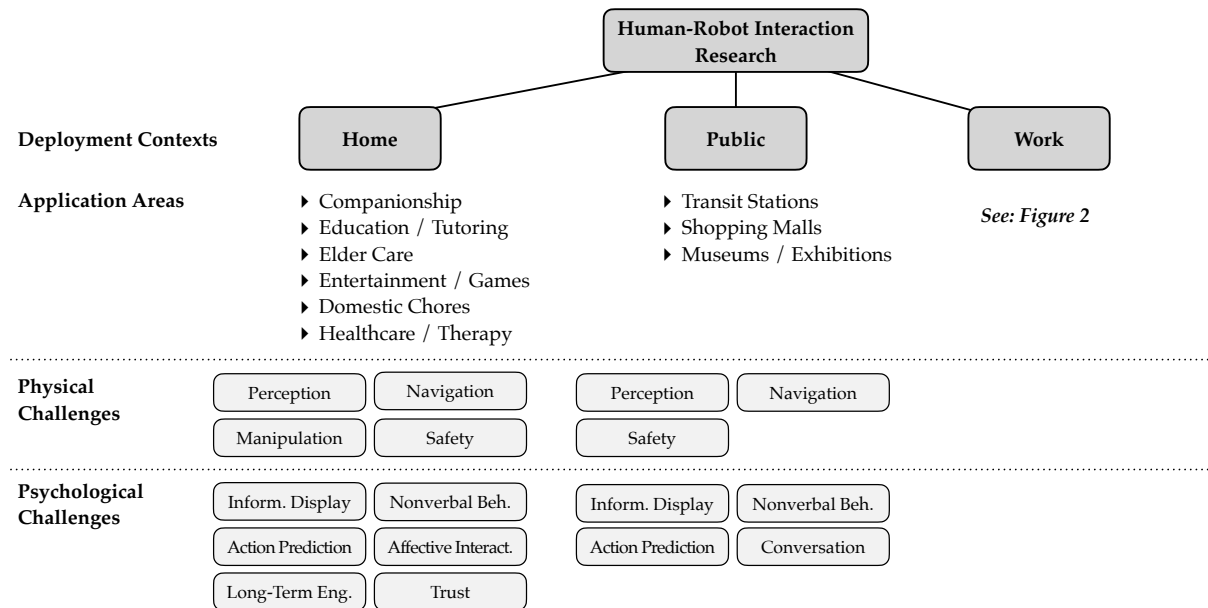 Human-Robot Interaction
Research
Deployment Contexts
Home
Public
Work
Application Areas
Companionship
Education / Tutoring
Elder Care
Entertainment / Games
Domestic Chores
Healthcare / Therapy
Transit Stations
Shopping Malls
Museums / Exhibitions
See: Figure 2
Physical
Challenges
Perception
Navigation
Manipulation
Safety
Perception
Navigation
Safety
Psychological
Challenges
Inform. Display
Nonverbal Beh.
Action Prediction
Affective Interact.
Long-Term Eng.
Trust
Inform. Display
Nonverbal Beh.
Action Prediction
Conversation